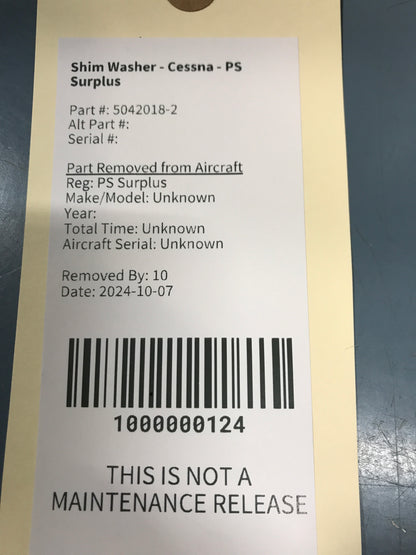 Shim Washer - Cessna - PS
Surplus
Part #: 5042018-2
Alt Part #:
Serial #:
Part Removed from Aircraft
Reg: PS Surplus
Make/Model: Unknown
Year:
Total Time: Unknown
Aircraft Serial: Unknown
Removed By: 10
Date: 2024-10-07
1000000124
THIS IS NOT A
MAINTENANCE RELEASE